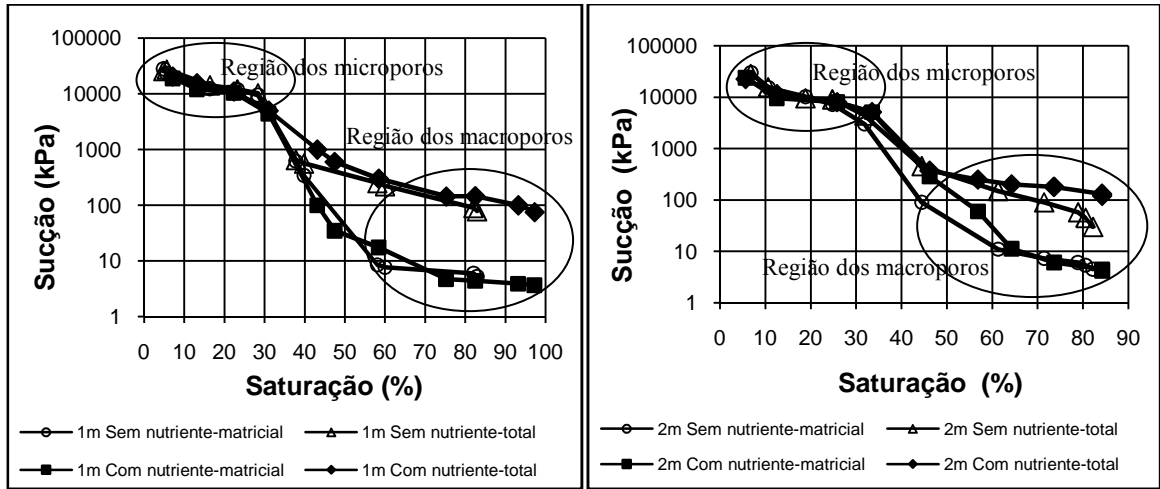 100000
10000
1000
100
10
1
Sucção (kPa)
Região dos microporos
Região dos macroporos
0 10 20 30 40 50 60 70 80 90 100
Saturação (%)
1m Sem nutriente-matricial 1m Sem nutriente-total
1m Com nutriente-matricial 1m Com nutriente-total
100000
10000
1000
100
10
1
Sucção (kPa)
Região dos microporos
Região dos macroporos
0 10 20 30 40 50 60 70 80 90
Saturação (%)
2m Sem nutriente-matricial 2m Sem nutriente-total
2m Com nutriente-matricial 2m Com nutriente-total